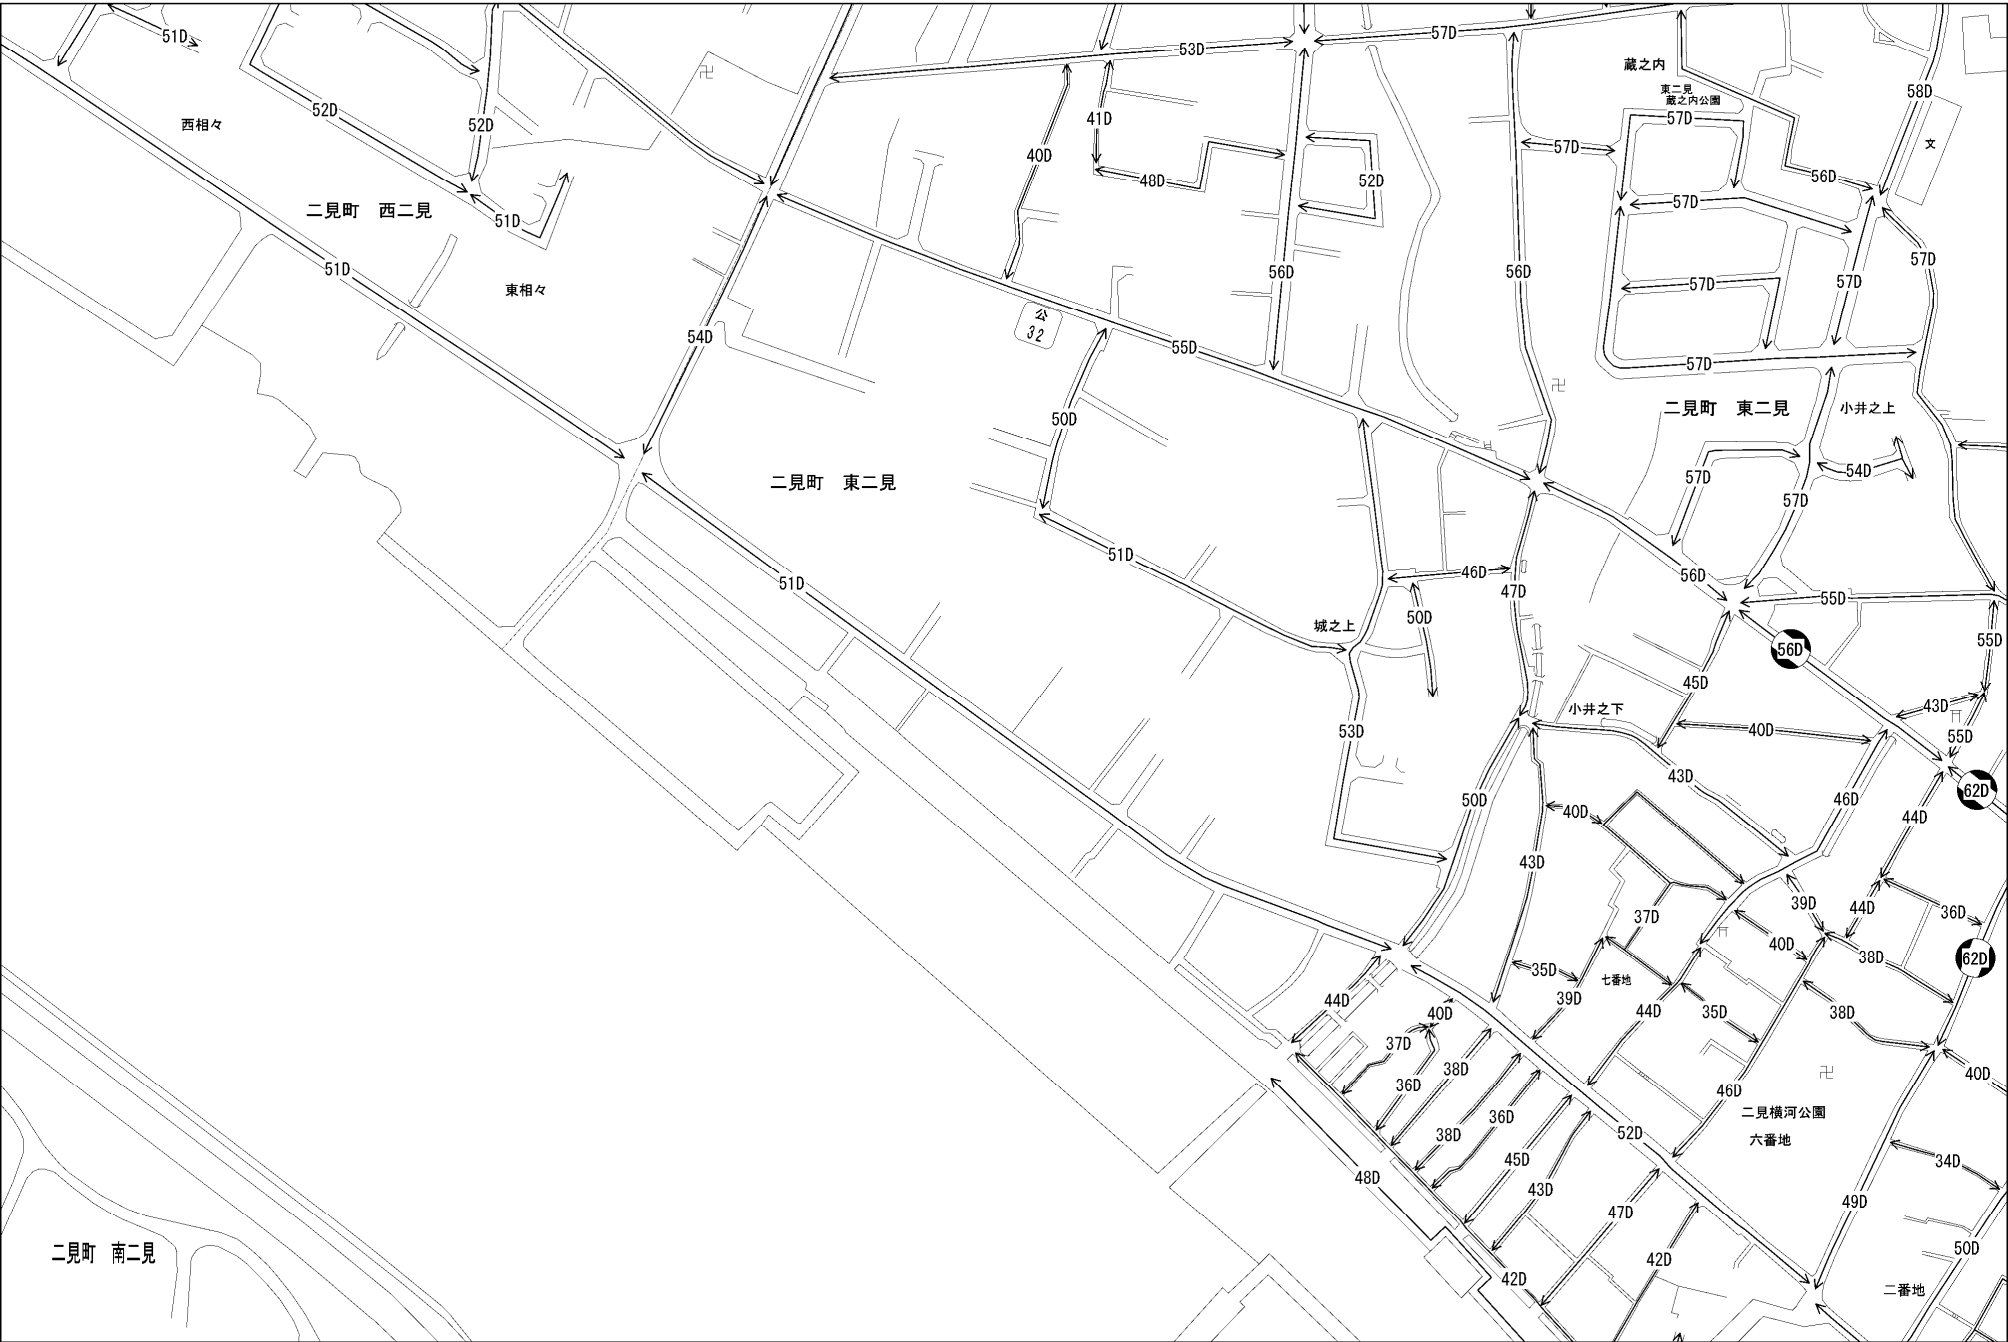 51D
53D
57D
蔵之内
東二見
蔵之内公園
58D
52D
52D
41D
57D
西相々
40D
57D
文
48D
52D
56D
二見町 西二見
51D
57D
51D
東相々
56D
56D
57D
57D
57D
公
32
54D
55D
57D
50D
二見町 東二見
小井之上
二見町 東二見
54D
57D
57D
51D
51D
46D
56D
47D
50D
55D
城之上
55D
56D
45D
43D
小井之下
53D
40D
55D
43D
62D
50D
46D
40D
44D
43D
37D
39D
44D
36D
40D
38D
62D
35D
七番地
39D
44D
40D
44D
35D
38D
37D
38D
36D
40D
46D
二見横河公園
36D
38D
52D
六番地
45D
34D
48D
43D
49D
47D
二見町 南二見
50D
42D
42D
二番地